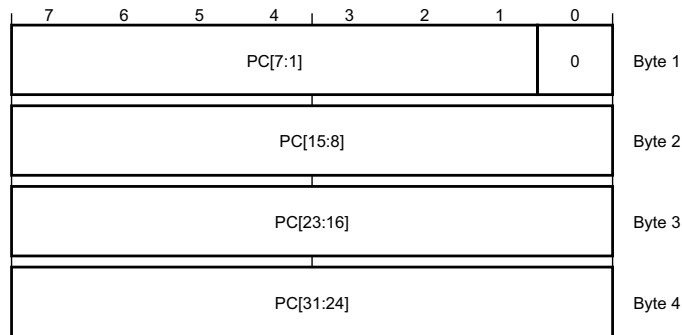 7 6 5 4 3 2 1 0
PC[7:1] 0 Byte 1
PC[15:8] Byte 2
PC[23:16] Byte 3
PC[31:24] Byte 4